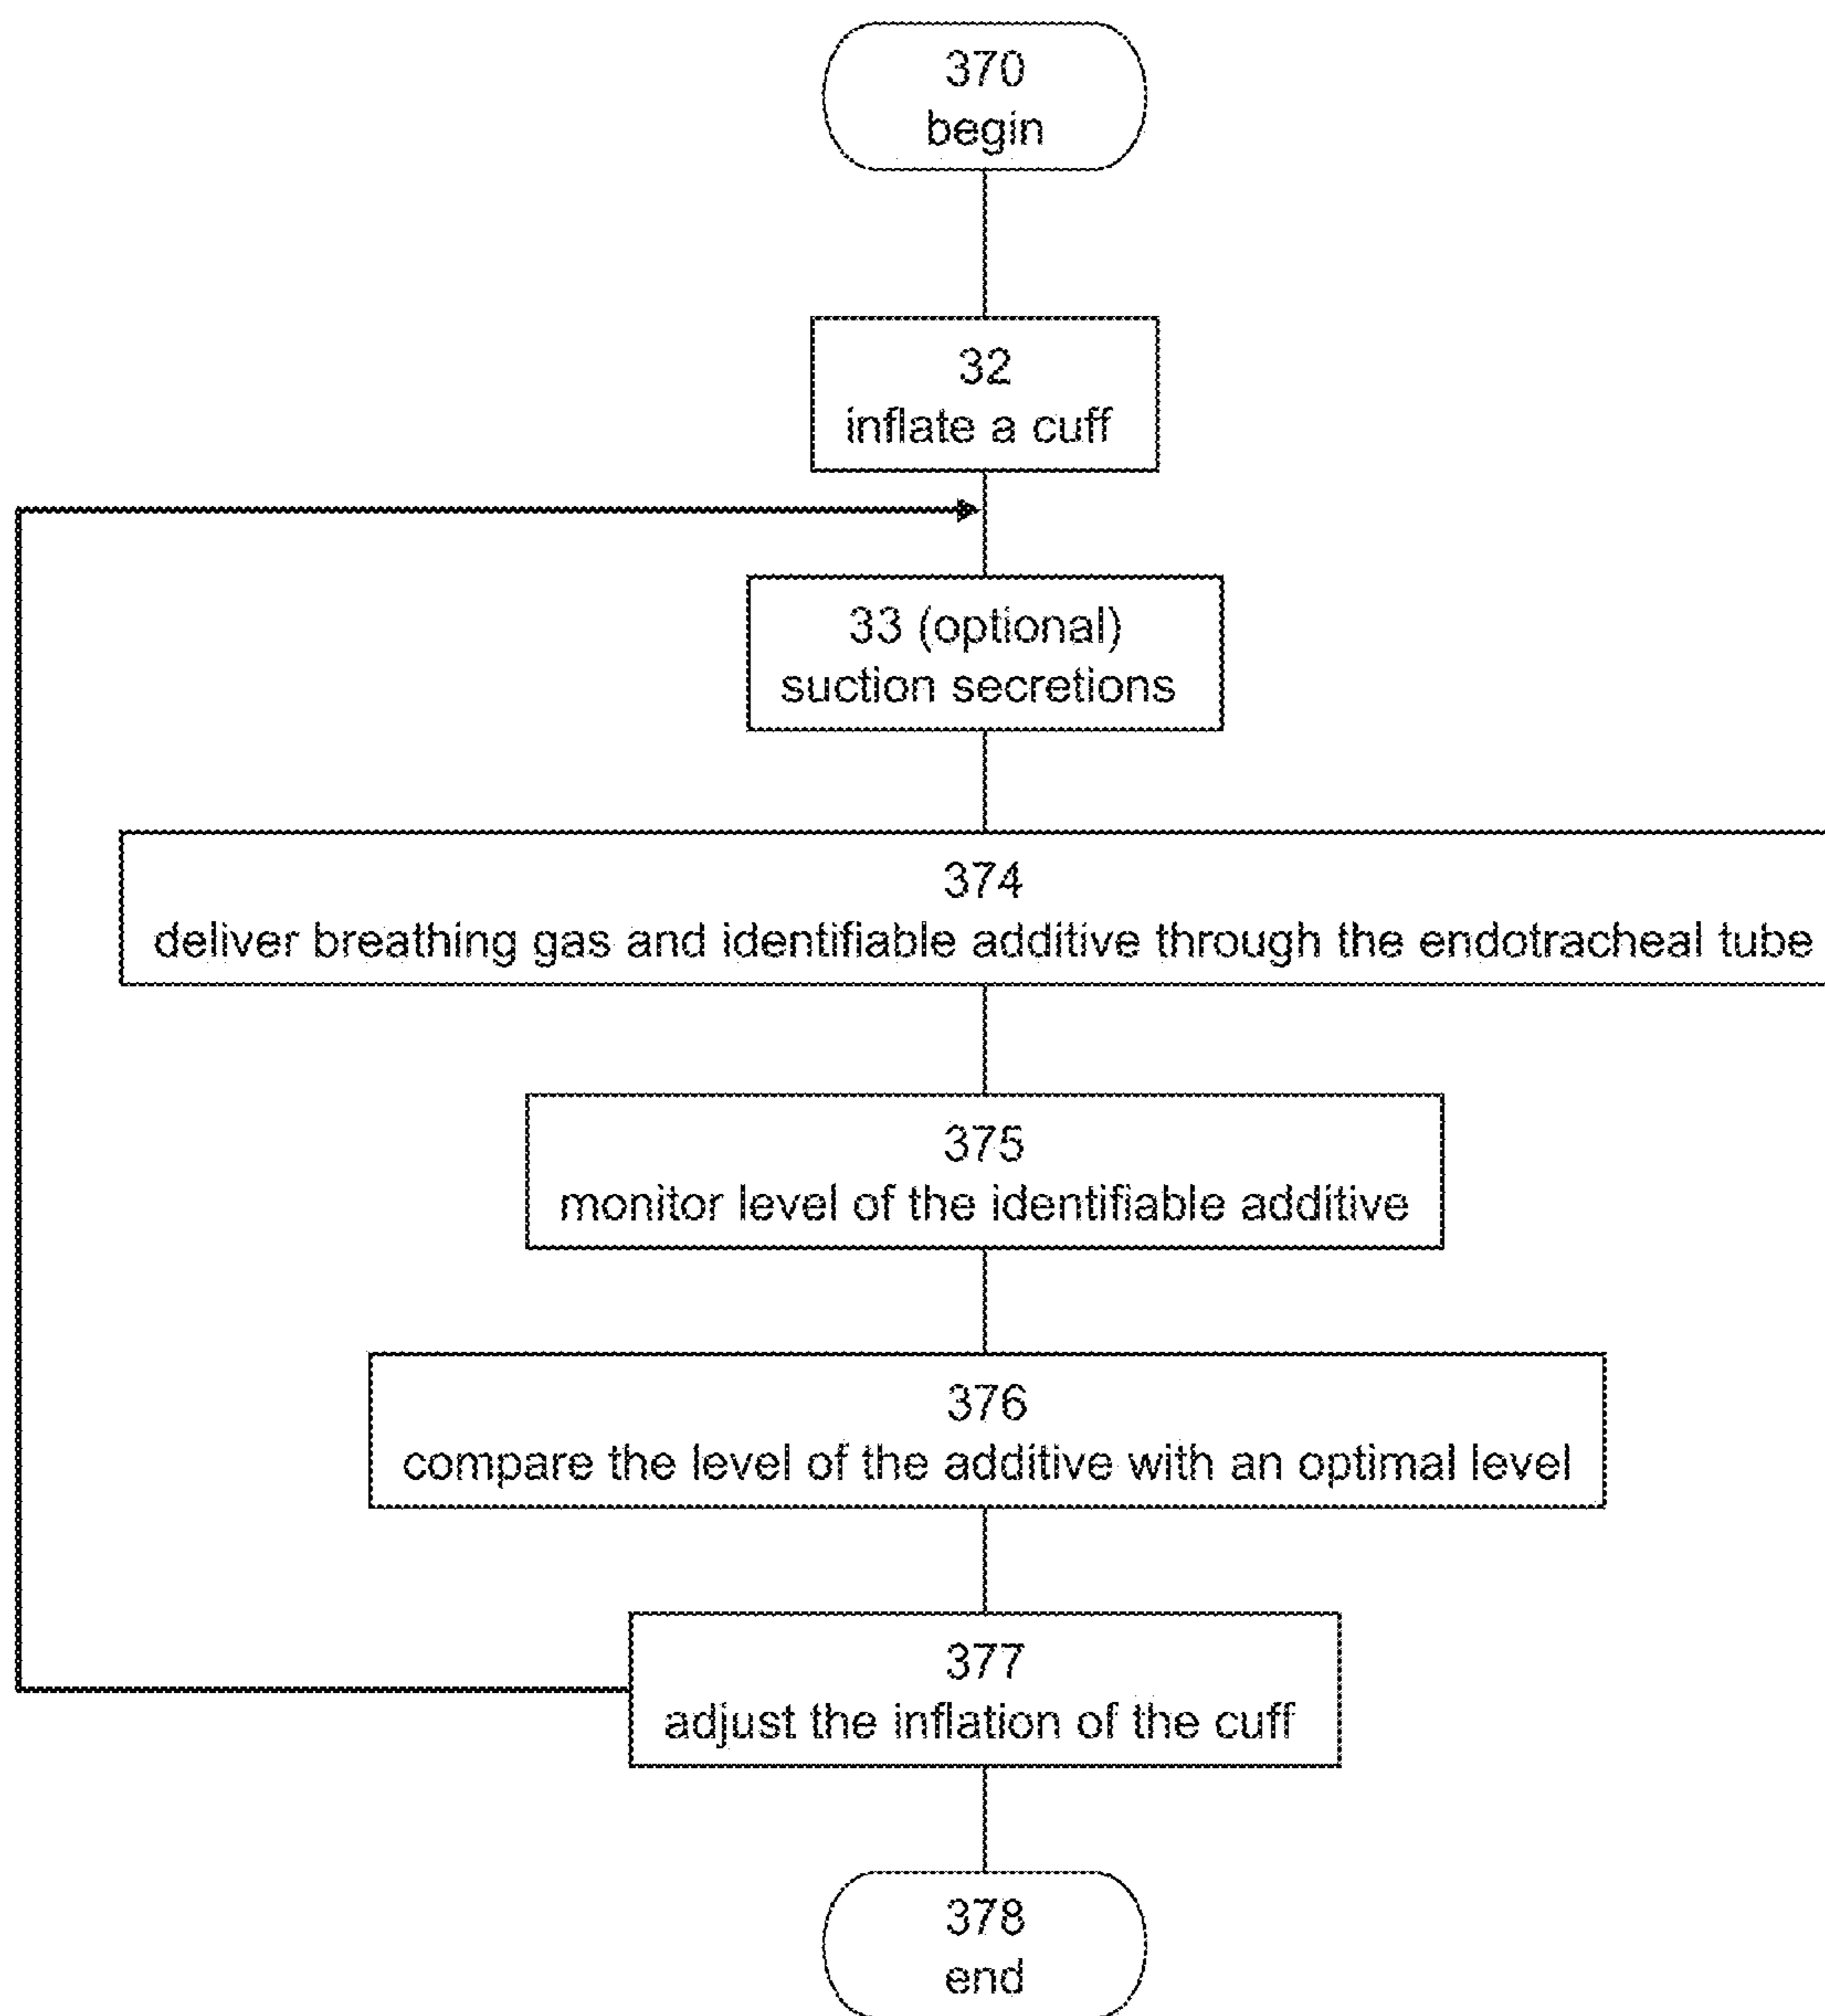 370
begin
32
inflate a cuff
33 (optional)
suction secretions
374
deliver breathing gas and identifiable additive through the endotracheal tube
375
monitor level of the identifiable additive
376
compare the level of the additive with an optimal level
377
adjust the inflation of the cuff
378
end